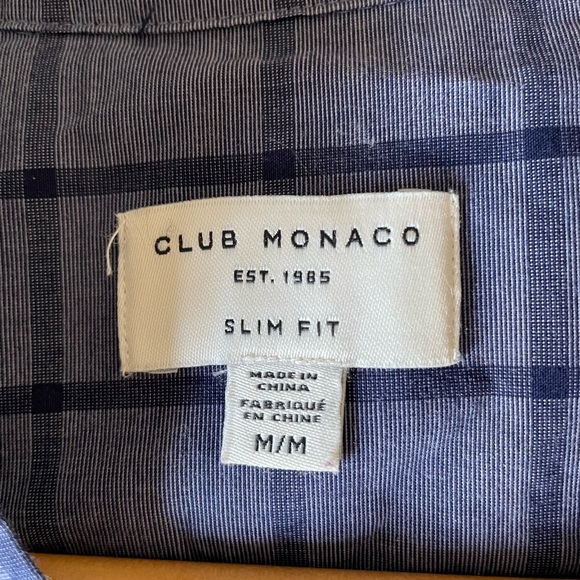 CLUB MONACO
EST. 1985
SLIM FIT
MADE IN
CHINA
FABRIQUÉ
EN CHINE
M/M